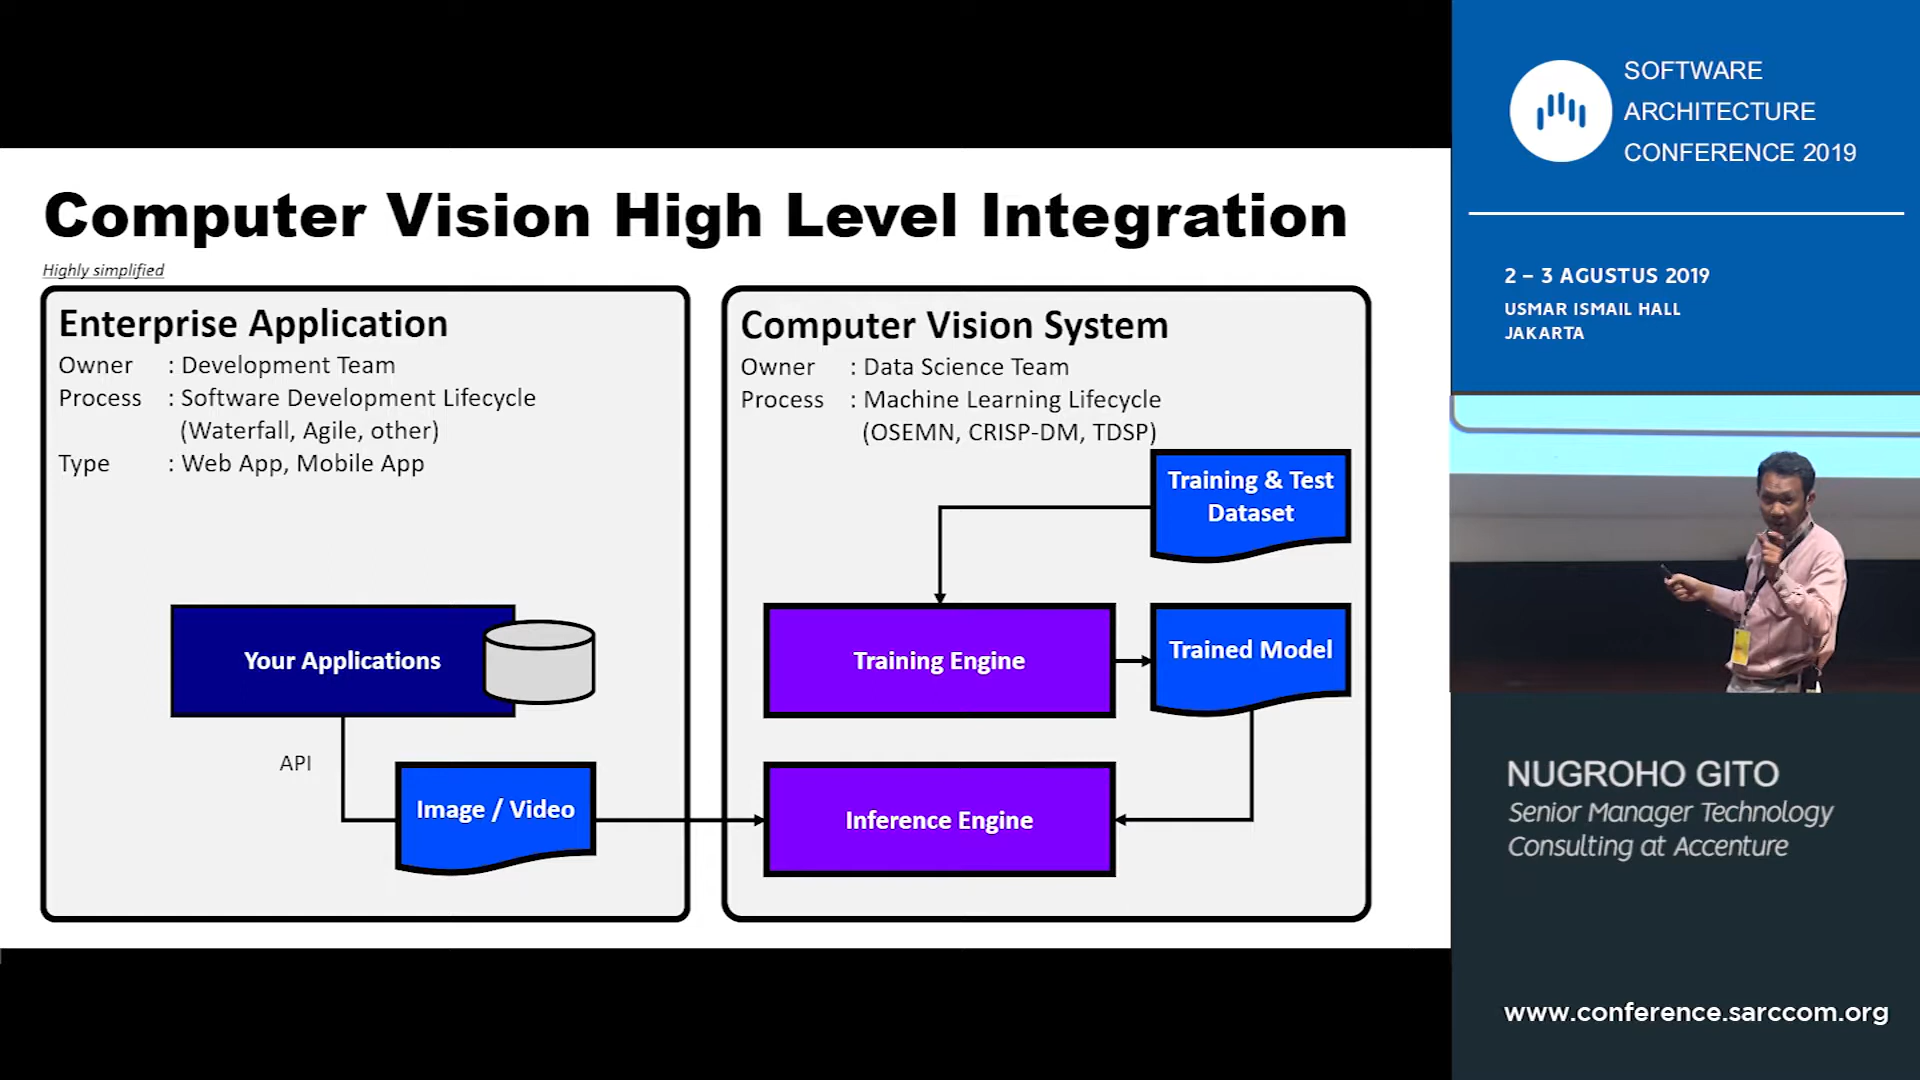 Computer Vision High Level Integration
Highly simplified
Enterprise Application
Owner : Development Team
Process : Software Development Lifecycle
(Waterfall, Agile, other)
Type : Web App, Mobile App
Your Applications
API
Image / Video
Computer Vision System
Owner : Data Science Team
Process : Machine Learning Lifecycle
(OSEMN, CRISP-DM, TDSP)
Training & Test
Dataset
Training Engine
Trained Model
Inference Engine
SOFTWARE
ARCHITECTURE
CONFERENCE 2019
2 – 3 AGUSTUS 2019
USMAR ISMAIL HALL
JAKARTA
NUGROHO GITO
Senior Manager Technology
Consulting at Accenture
www.conference.sarccom.org